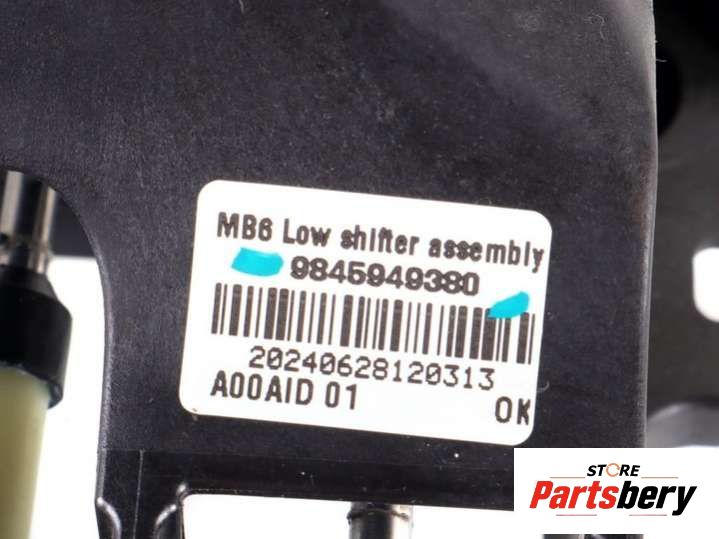 MB6 Low shifter assembly
9845949380
20240628120313
A00AID 01
OK
STORE
Partsbery